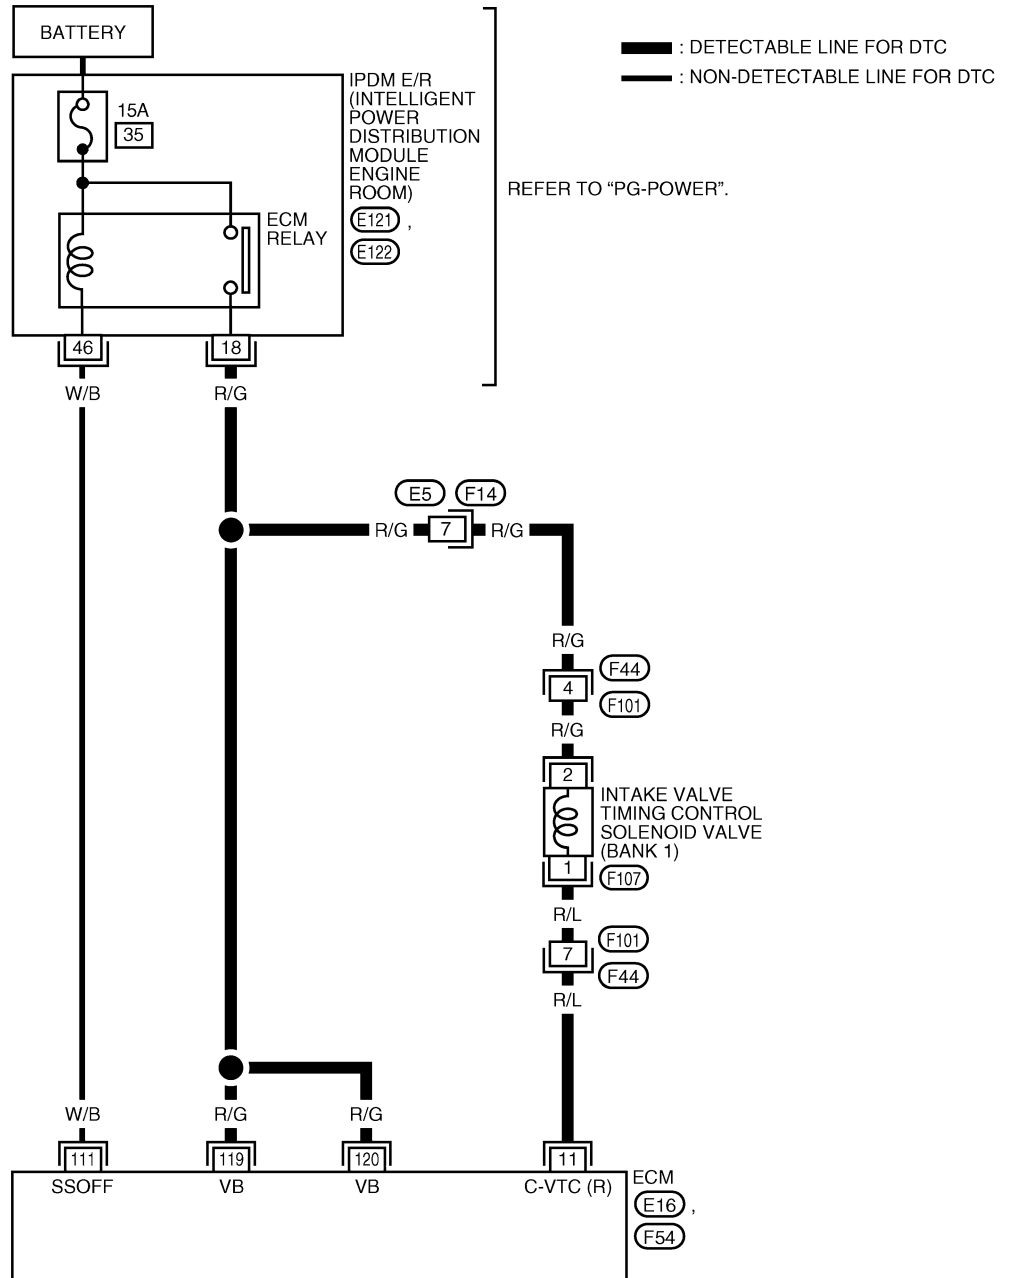 BATTERY
: DETECTABLE LINE FOR DTC
: NON-DETECTABLE LINE FOR DTC
IPDM E/R
(INTELLIGENT
POWER
DISTRIBUTION
MODULE
ENGINE
ROOM)
E121 ,
E122
15A
35
REFER TO “PG-POWER”.
ECM
RELAY
46
18
W/B
R/G
E5
F14
R/G
7
R/G
R/G
F44
4
F101
R/G
2
INTAKE VALVE
TIMING CONTROL
SOLENOID VALVE
(BANK 1)
1
F107
R/L
F101
7
F44
R/L
W/B
R/G
R/G
111
119
120
11
SSOFF
VB
VB
C-VTC (R)
ECM
E16 ,
F54